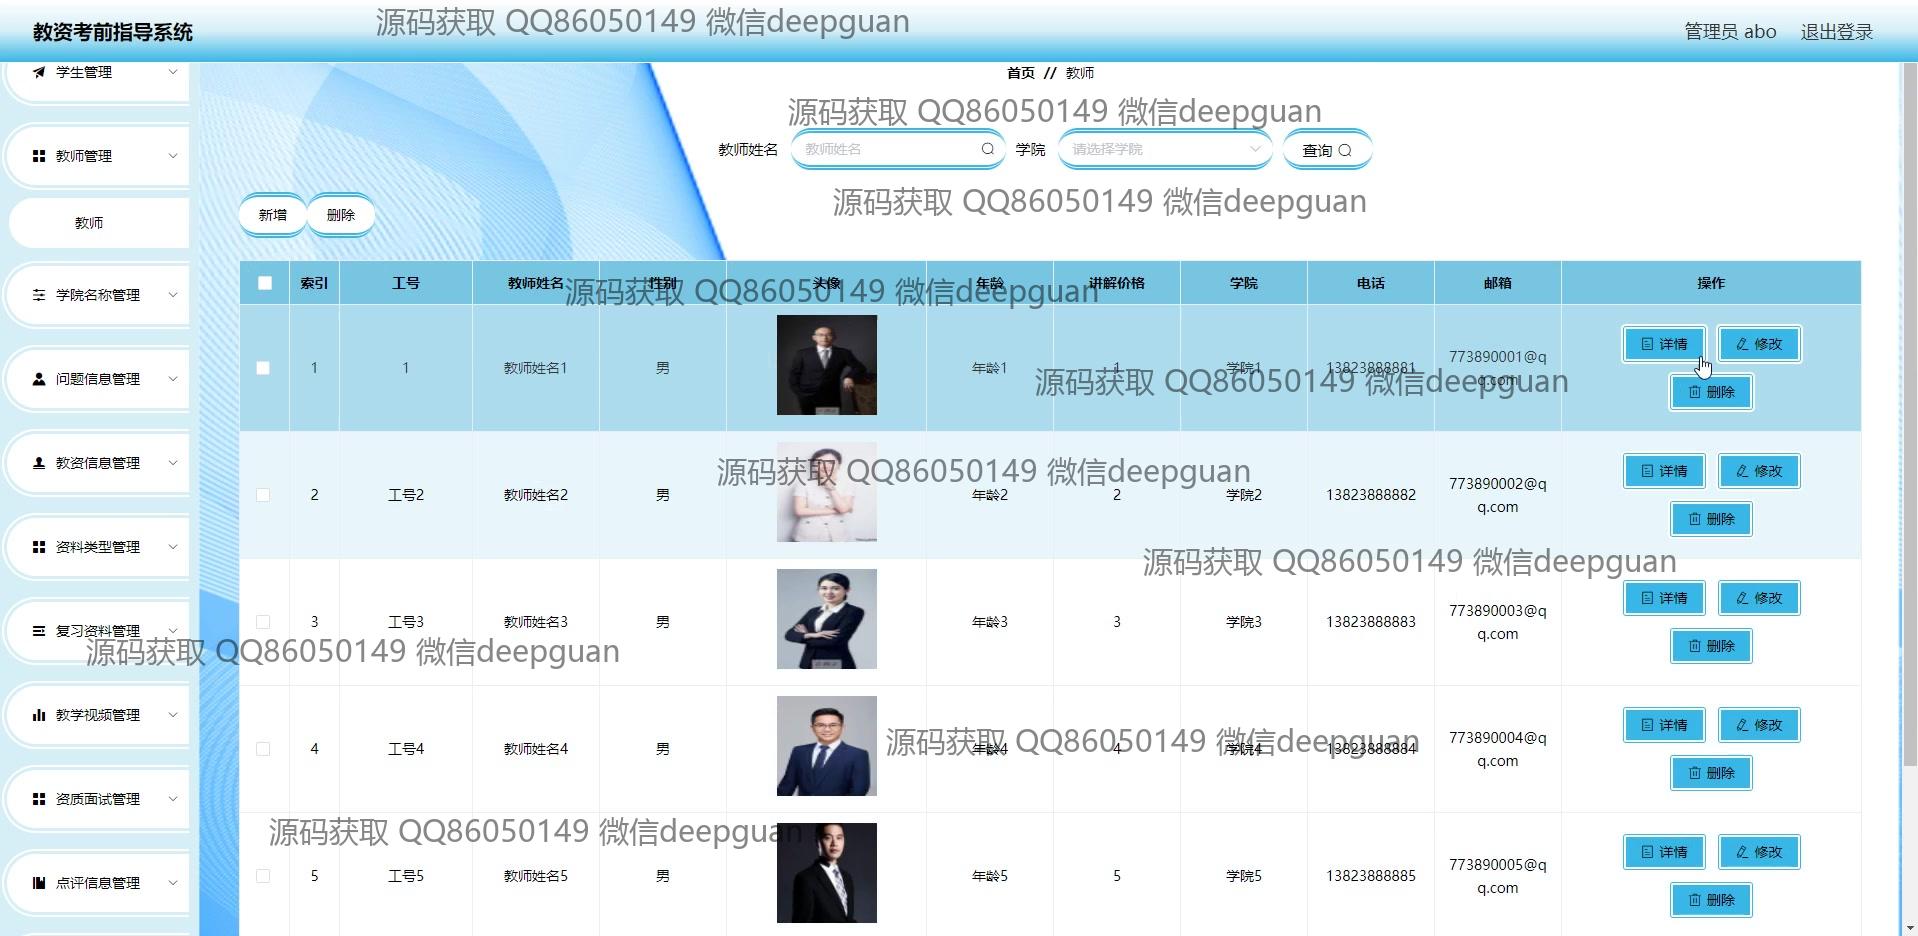 教资考前指导系统
源码获取 QQ86050149 微信deepguan
管理员 abo
退出登录
学生管理
教师管理
教师
学院名称管理
问题信息管理
教资信息管理
资料类型管理
复习资料管理
教学视频管理
资质面试管理
点评信息管理
首页 // 教师
源码获取 QQ86050149 微信deepguan
教师姓名 教师姓名 学院 请选择学院 查询
源码获取 QQ86050149 微信deepguan
新增 删除
索引 工号 教师姓名 性别 头像 年龄 讲解价格 学院 电话 邮箱 操作
源码获取 QQ86050149 微信deepguan
1 1 教师姓名1 男 年龄1 1 学院1 13823888881 773890001@q
q.com
详情 修改
删除
源码获取 QQ86050149 微信deepguan
2 工号2 教师姓名2 男 年龄2 2 学院2 13823888882 773890002@q
q.com
详情 修改
删除
源码获取 QQ86050149 微信deepguan
源码获取 QQ86050149 微信deepguan
3 工号3 教师姓名3 男 年龄3 3 学院3 13823888883 773890003@q
q.com
详情 修改
删除
源码获取 QQ86050149 微信deepguan
4 工号4 教师姓名4 男 年龄4 4 学院4 13823888884 773890004@q
q.com
详情 修改
删除
源码获取 QQ86050149 微信deepguan
源码获取 QQ86050149 微信deepguan
5 工号5 教师姓名5 男 年龄5 5 学院5 13823888885 773890005@q
q.com
详情 修改
删除